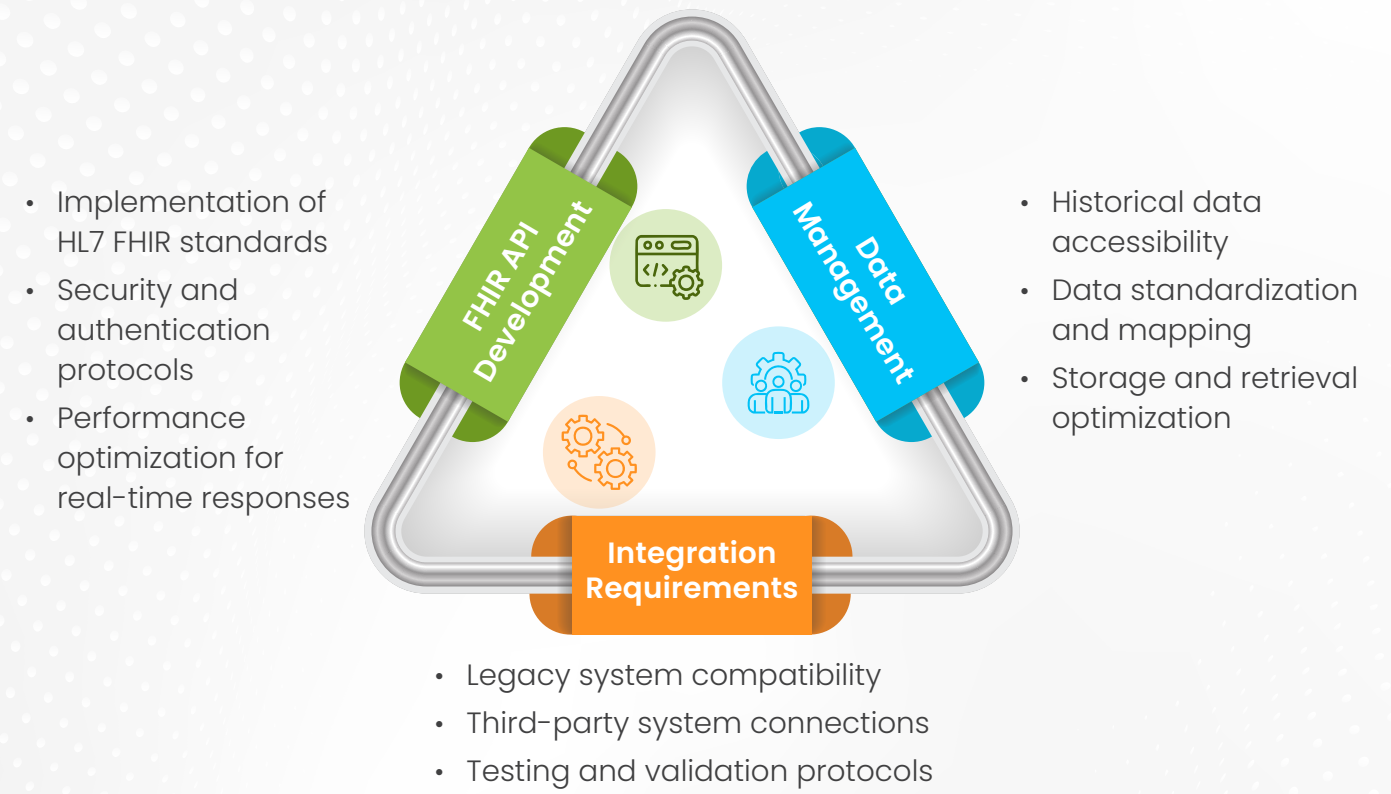 FHIR API
Development
• Implementation of
HL7 FHIR standards
• Security and
authentication
protocols
• Performance
optimization for
real-time responses
Data
Management
• Historical data
accessibility
• Data standardization
and mapping
• Storage and retrieval
optimization
Integration
Requirements
• Legacy system compatibility
• Third-party system connections
• Testing and validation protocols